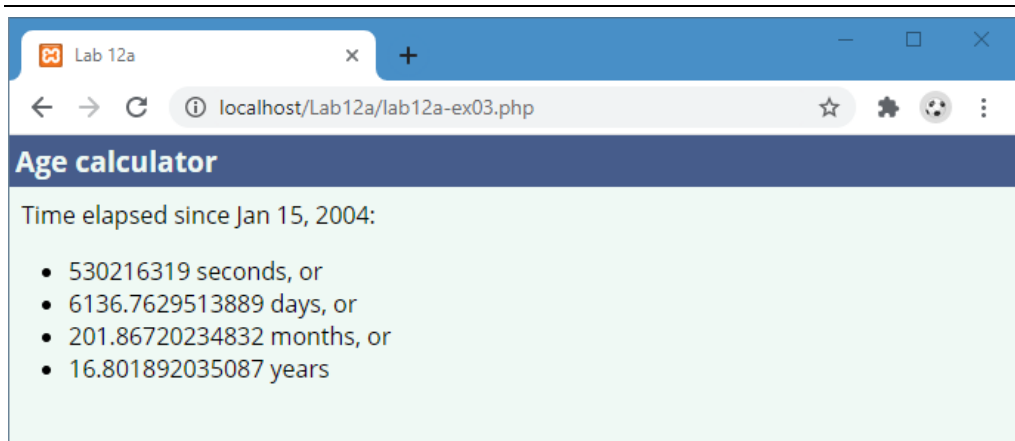 Lab 12a
localhost/Lab12a/lab12a-ex03.php
Age calculator
Time elapsed since Jan 15, 2004:
530216319 seconds, or
6136.7629513889 days, or
201.86720234832 months, or
16.801892035087 years